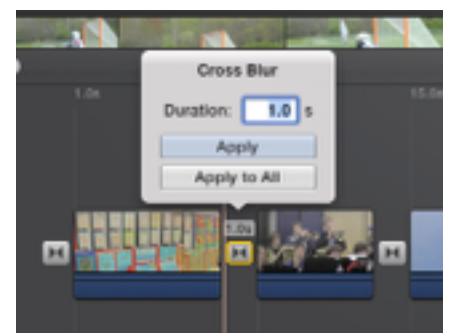 Cross Blur
1.0s
Duration: 1.0 s
15.0s
Apply
Apply to All
1.0s